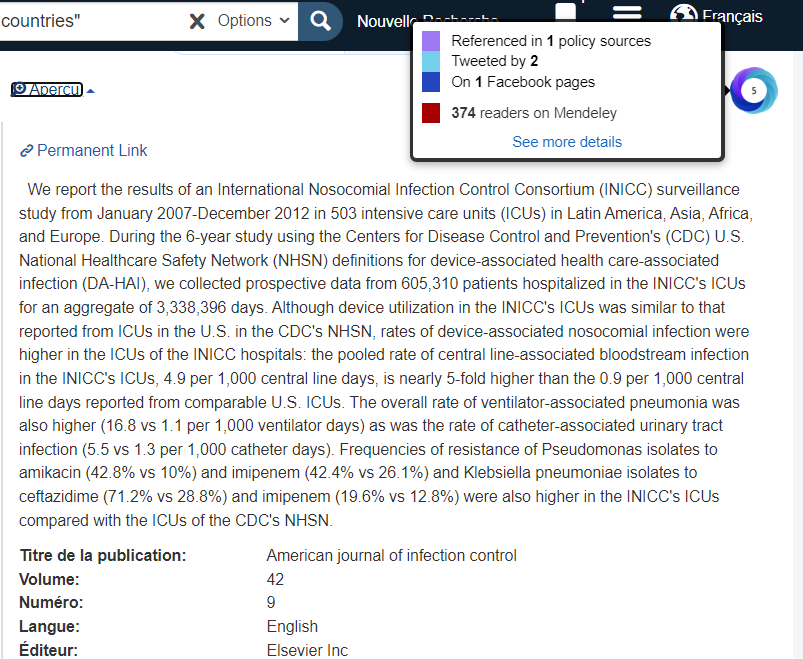 countries"
Options
Nouvelle Recherche
Français
Referenced in 1 policy sources
Tweeted by 2
On 1 Facebook pages
374 readers on Mendeley
See more details
5
Aperçu
Permanent Link
We report the results of an International Nosocomial Infection Control Consortium (INICC) surveillance
study from January 2007-December 2012 in 503 intensive care units (ICUs) in Latin America, Asia, Africa,
and Europe. During the 6-year study using the Centers for Disease Control and Prevention's (CDC) U.S.
National Healthcare Safety Network (NHSN) definitions for device-associated health care-associated
infection (DA-HAI), we collected prospective data from 605,310 patients hospitalized in the INICC's ICUs
for an aggregate of 3,338,396 days. Although device utilization in the INICC's ICUs was similar to that
reported from ICUs in the U.S. in the CDC's NHSN, rates of device-associated nosocomial infection were
higher in the ICUs of the INICC hospitals: the pooled rate of central line-associated bloodstream infection
in the INICC's ICUs, 4.9 per 1,000 central line days, is nearly 5-fold higher than the 0.9 per 1,000 central
line days reported from comparable U.S. ICUs. The overall rate of ventilator-associated pneumonia was
also higher (16.8 vs 1.1 per 1,000 ventilator days) as was the rate of catheter-associated urinary tract
infection (5.5 vs 1.3 per 1,000 catheter days). Frequencies of resistance of Pseudomonas isolates to
amikacin (42.8% vs 10%) and imipenem (42.4% vs 26.1%) and Klebsiella pneumoniae isolates to
ceftazidime (71.2% vs 28.8%) and imipenem (19.6% vs 12.8%) were also higher in the INICC's ICUs
compared with the ICUs of the CDC's NHSN.
Titre de la publication: American journal of infection control
Volume: 42
Numéro: 9
Langue: English
Éditeur: Elsevier Inc